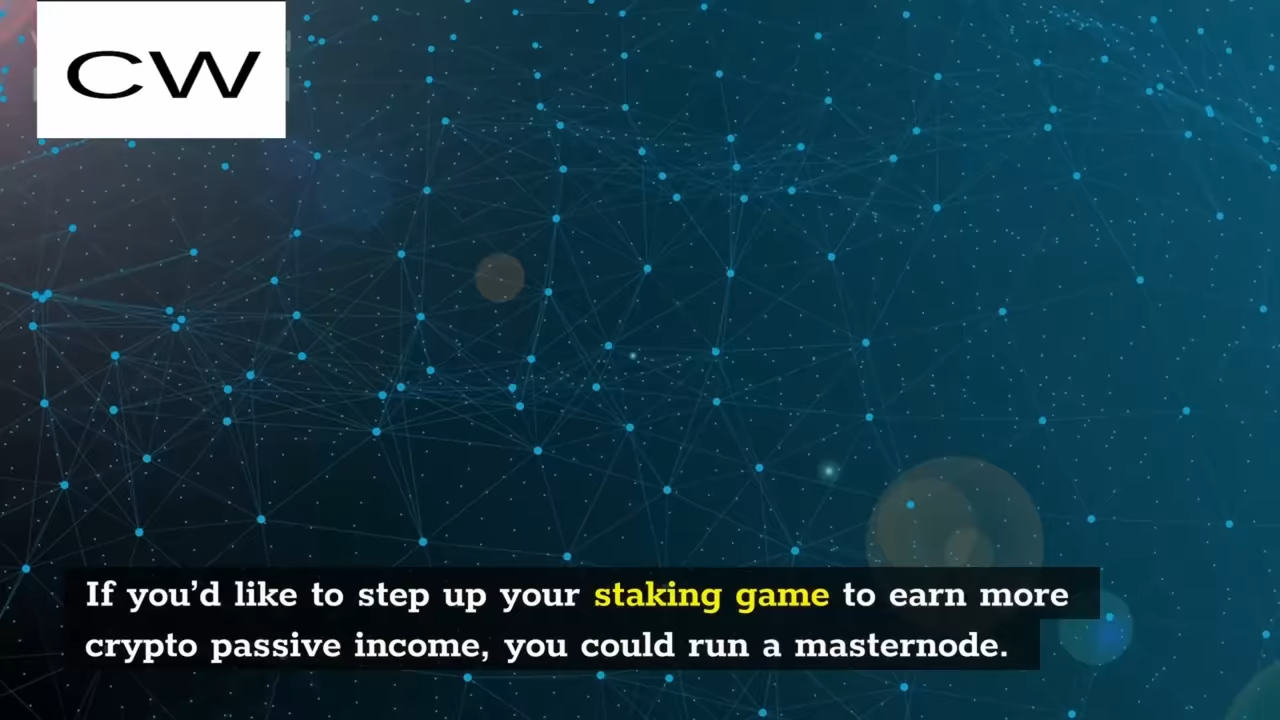 CW
If you’d like to step up your staking game to earn more
crypto passive income, you could run a masternode.